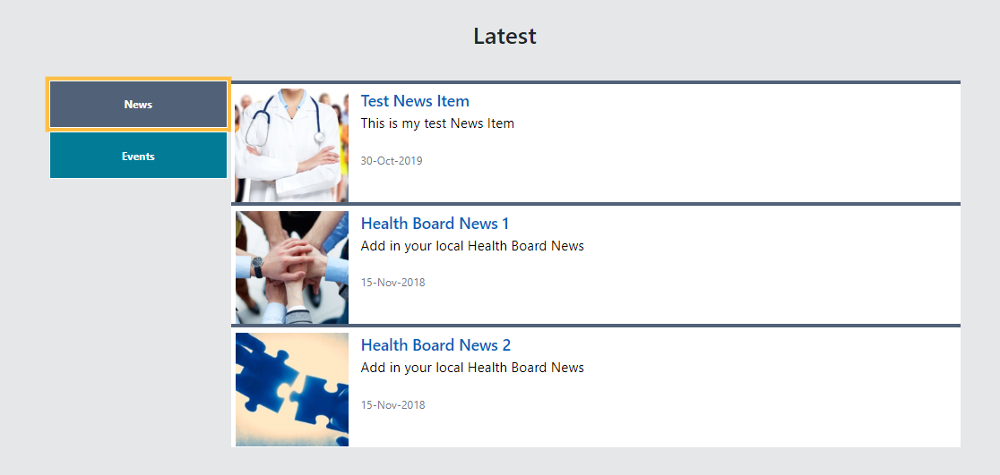 Latest
News
Events
Test News Item
This is my test News Item
30-Oct-2019
Health Board News 1
Add in your local Health Board News
15-Nov-2018
Health Board News 2
Add in your local Health Board News
15-Nov-2018